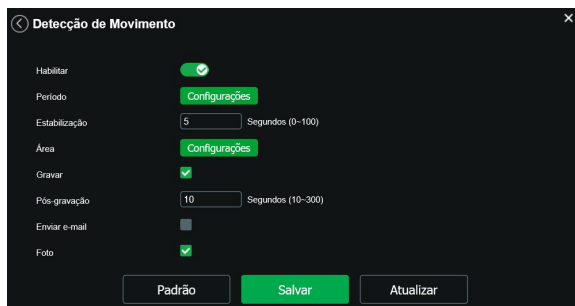 Detecção de Movimento
Habilitar
Período Configurações
Estabilização 5 Segundos (0~100)
Área Configurações
Gravar
Pós-gravação 10 Segundos (10~300)
Enviar e-mail
Foto
Padrão Salvar Atualizar